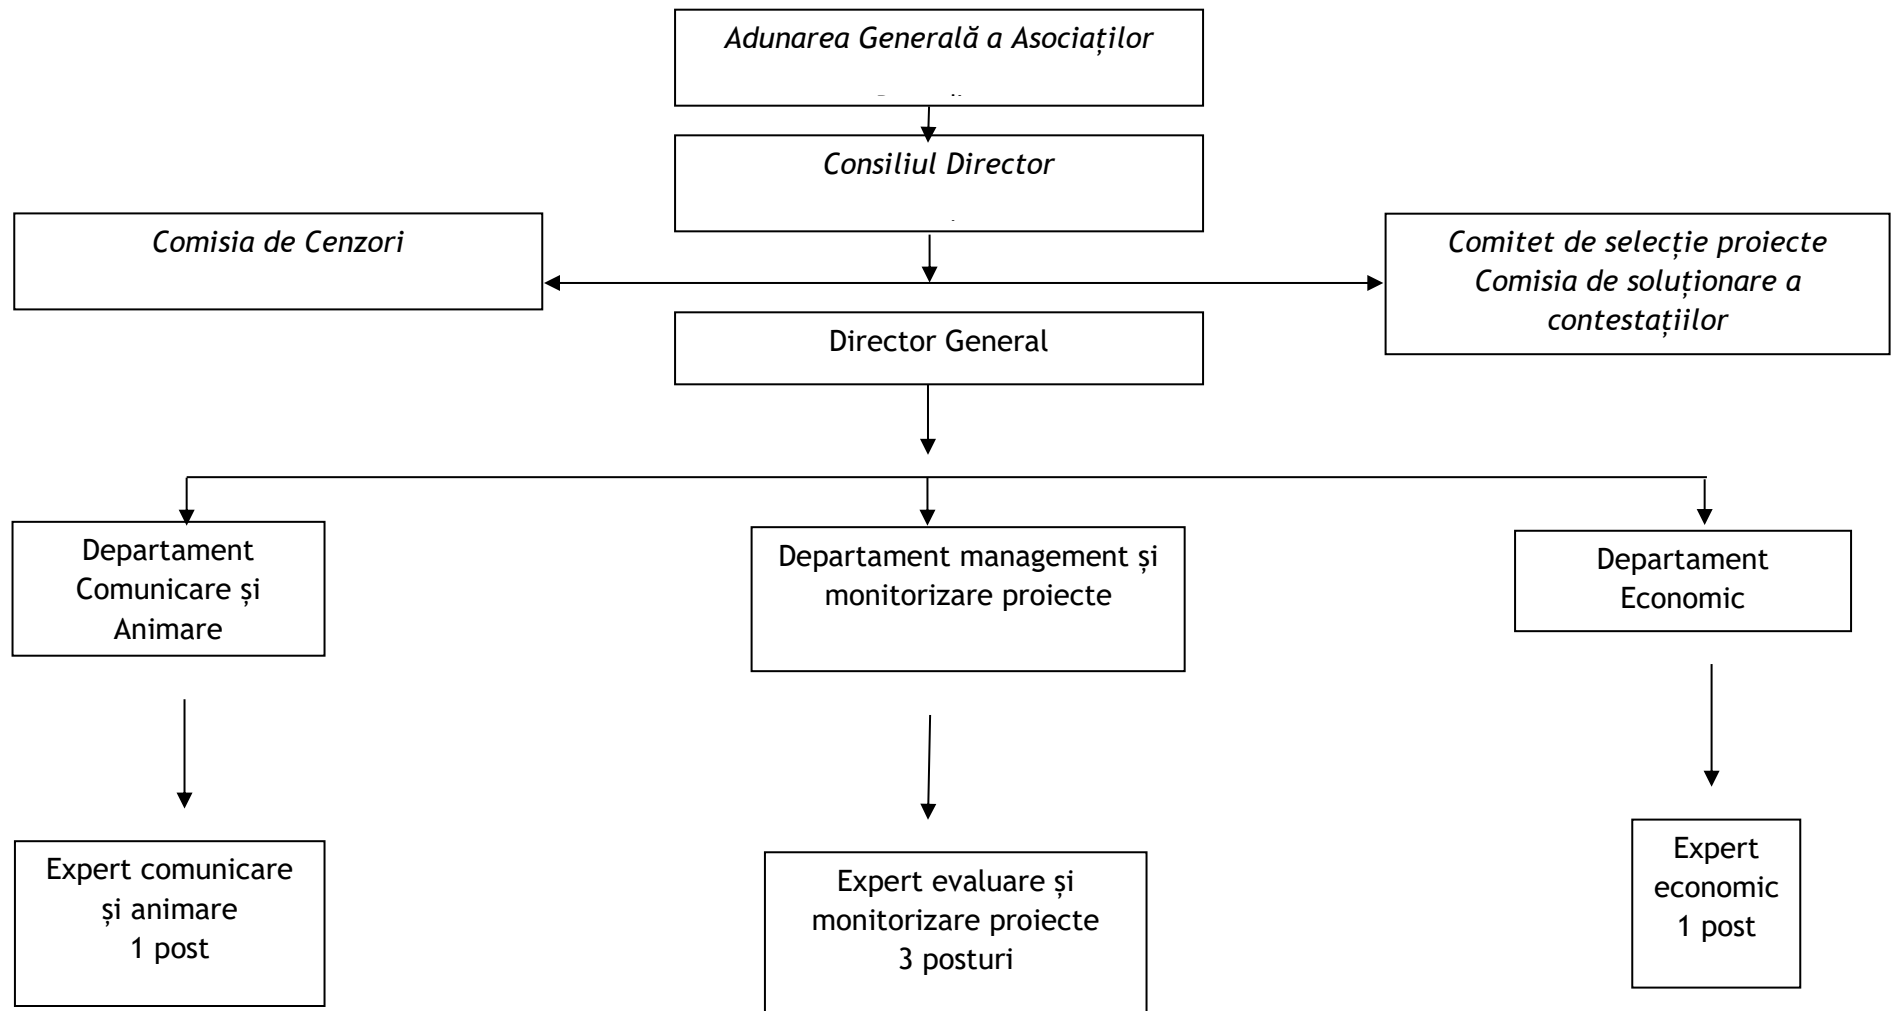 Adunarea Generală a Asociaților
Consiliul Director
Comisia de Cenzori
Comitet de selecție proiecte
Comisia de soluționare a
contestațiilor
Director General
Departament
Comunicare și
Animare
Departament management și
monitorizare proiecte
Departament
Economic
Expert comunicare
și animare
1 post
Expert evaluare și
monitorizare proiecte
3 posturi
Expert
economic
1 post